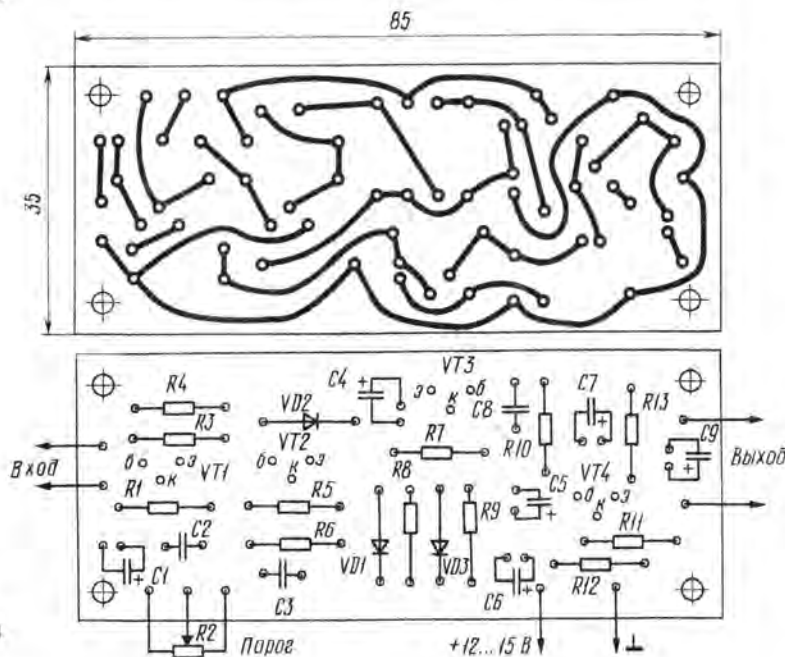 85
35
R4
VD2
C4
VT3
э
б
к
C8
C7
R13
C9
R3
VT2
R7
R10
Вход
б
э
к
VT1
б
э
к
R8
C5
VT4
б
э
к
Выход
R1
R5
R9
R11
C2
R6
VD1
VD3
C1
C3
C6
R12
R2
Порог
+12...15 В